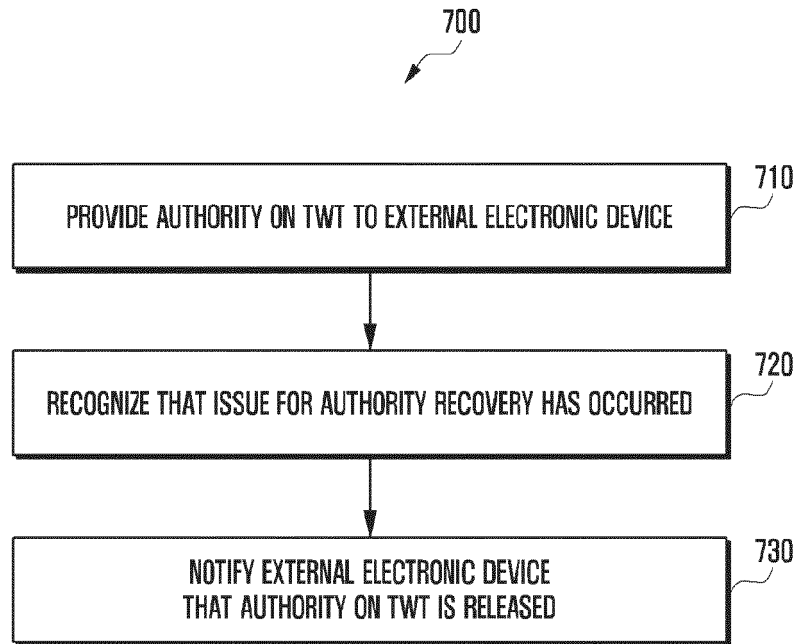 700
PROVIDE AUTHORITY ON TWT TO EXTERNAL ELECTRONIC DEVICE
710
RECOGNIZE THAT ISSUE FOR AUTHORITY RECOVERY HAS OCCURRED
720
NOTIFY EXTERNAL ELECTRONIC DEVICE
THAT AUTHORITY ON TWT IS RELEASED
730